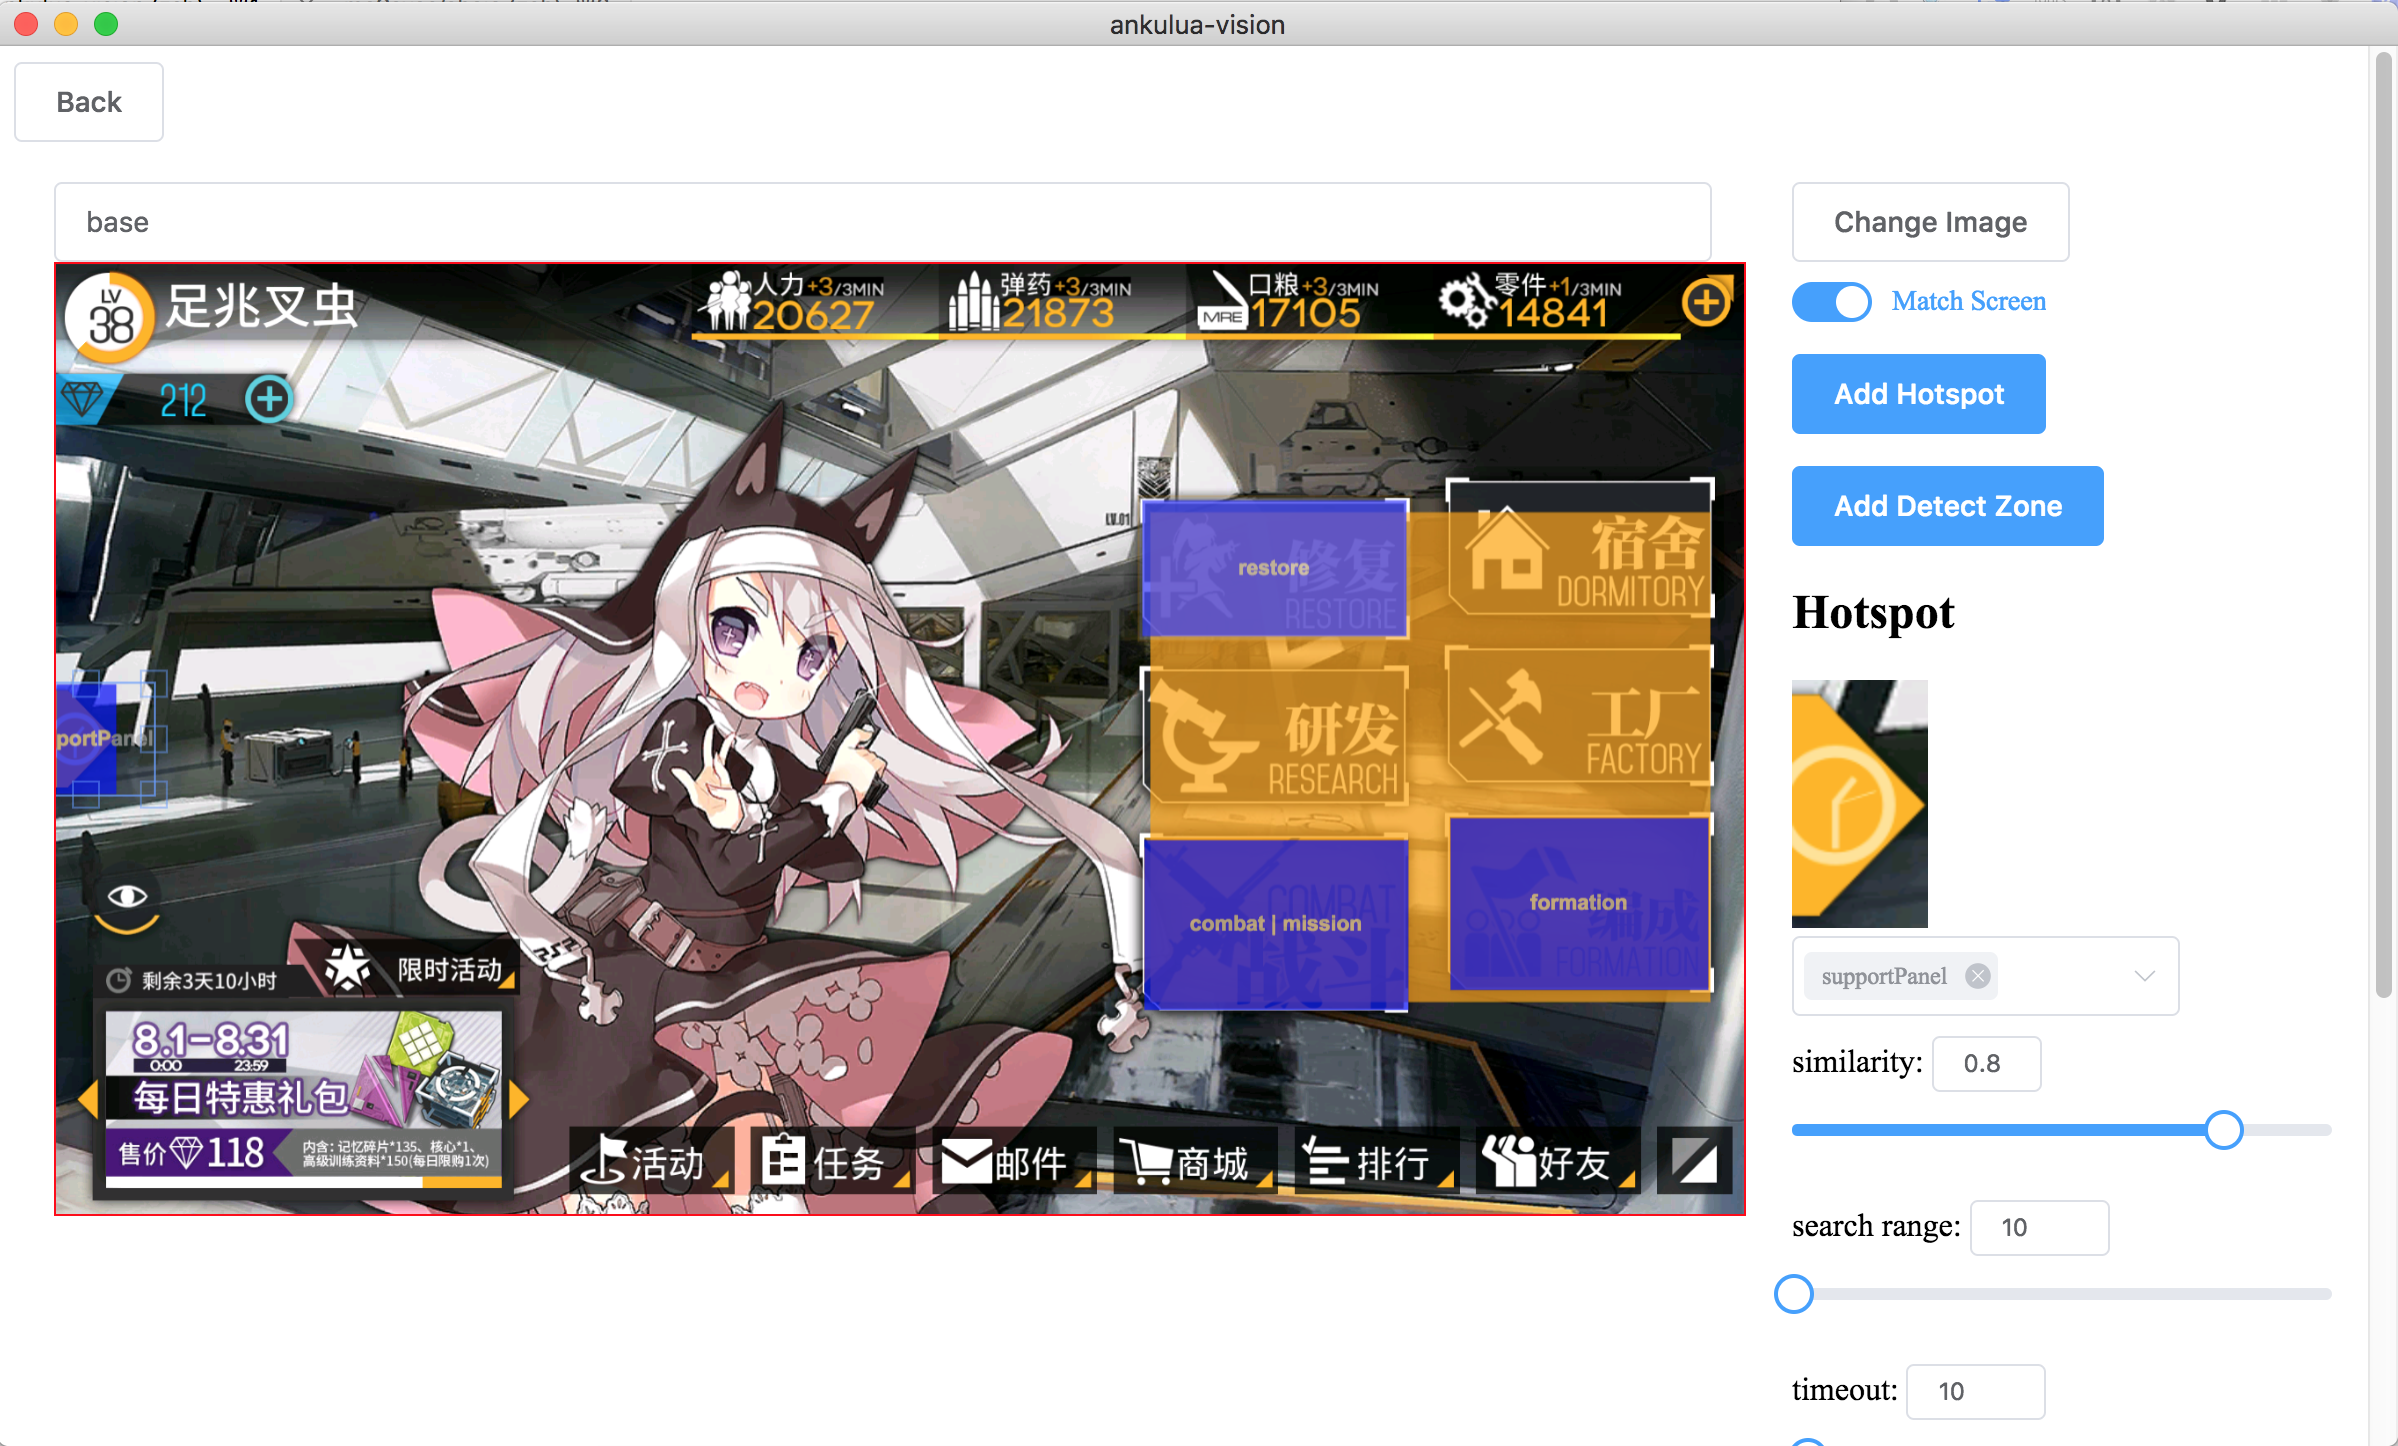 ankulua-vision
Back
base
Change Image
LV
38
足兆叉虫
人力+3/3MIN
20627
弹药+3/3MIN
21873
MRE
口粮+3/3MIN
17105
零件+1/3MIN
14841
Match Screen
212
Add Hotspot
Add Detect Zone
LV.01
restore
修复
RESTORE
宿舍
DORMITORY
Hotspot
研发
RESEARCH
工厂
FACTORY
portPanel
combat | mission
COMBAT
战斗
formation
编成
FORMATION
supportPanel
剩余3天10小时
限时活动
8.1-8.31
0:00 23:59
每日特惠礼包
售价 118
内含：记忆碎片*135、核心*1、
高级训练资料*150(每日限购1次)
活动
任务
邮件
商城
排行
好友
similarity: 0.8
search range: 10
timeout: 10